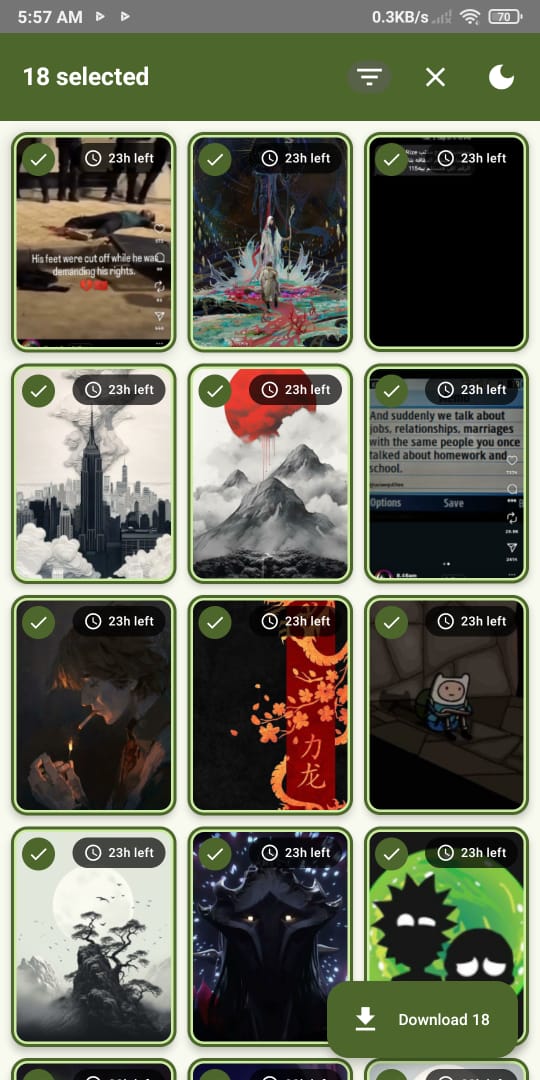 5:57 AM
0.3KB/s
70
18 selected
23h left
23h left
23h left
His feet were cut off while he was
demanding his rights.
23h left
23h left
23h left
And suddenly we talk about
jobs, relationships, marriages
with the same people you once
talked about homework and
school.
Options
Save
23h left
23h left
23h left
力
龙
23h left
23h left
23h left
Download 18